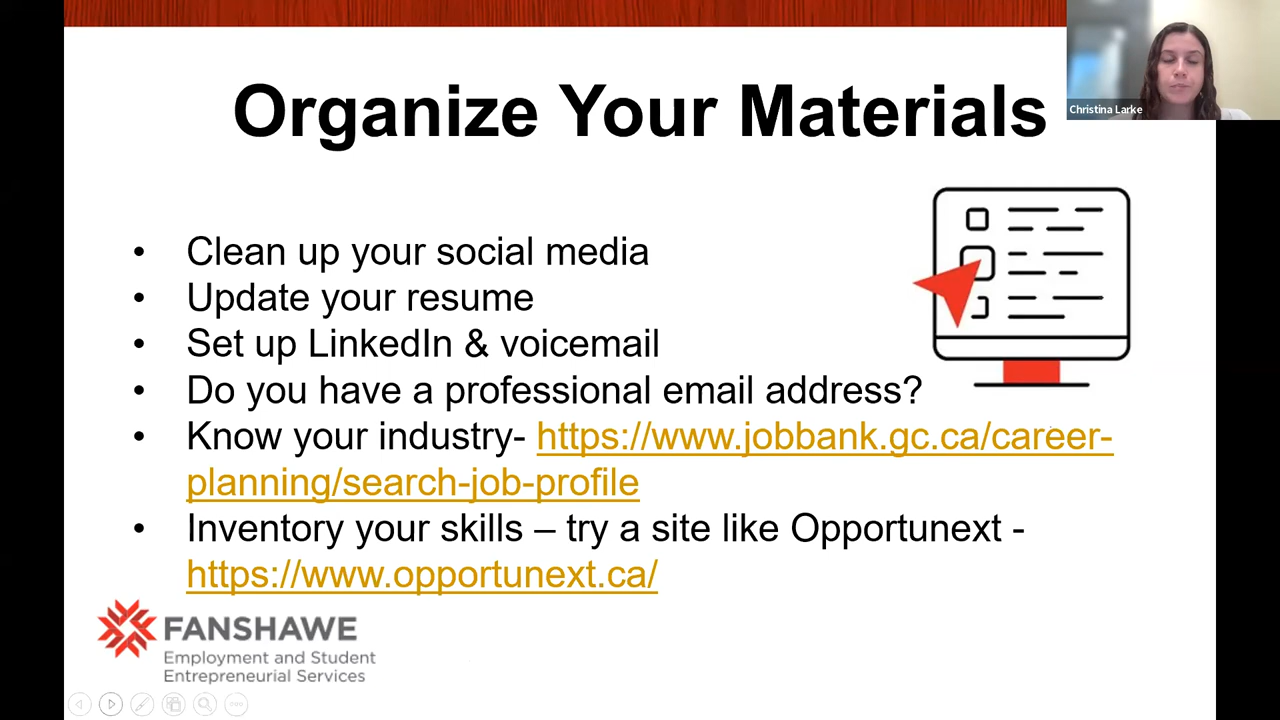 Organize Your Materials
Christina Larke
• Clean up your social media
• Update your resume
• Set up LinkedIn & voicemail
• Do you have a professional email address?
• Know your industry- https://www.jobbank.gc.ca/career-
planning/search-job-profile
• Inventory your skills – try a site like Opportunext -
https://www.opportunext.ca/
FANSHAWE
Employment and Student
Entrepreneurial Services